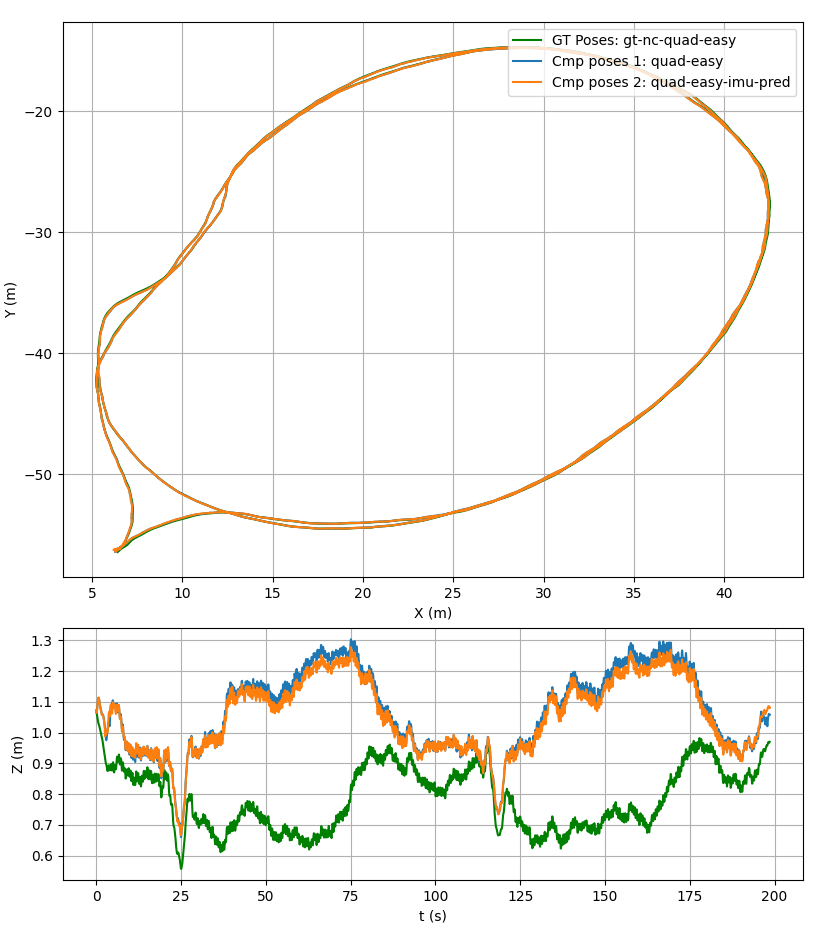 GT Poses: gt-nc-quad-easy
Cmp poses 1: quad-easy
Cmp poses 2: quad-easy-imu-pred
Y (m)
−20
−30
−40
−50
5 10 15 20 25 30 35 40
X (m)
Z (m)
1.3
1.2
1.1
1.0
0.9
0.8
0.7
0.6
0 25 50 75 100 125 150 175 200
t (s)